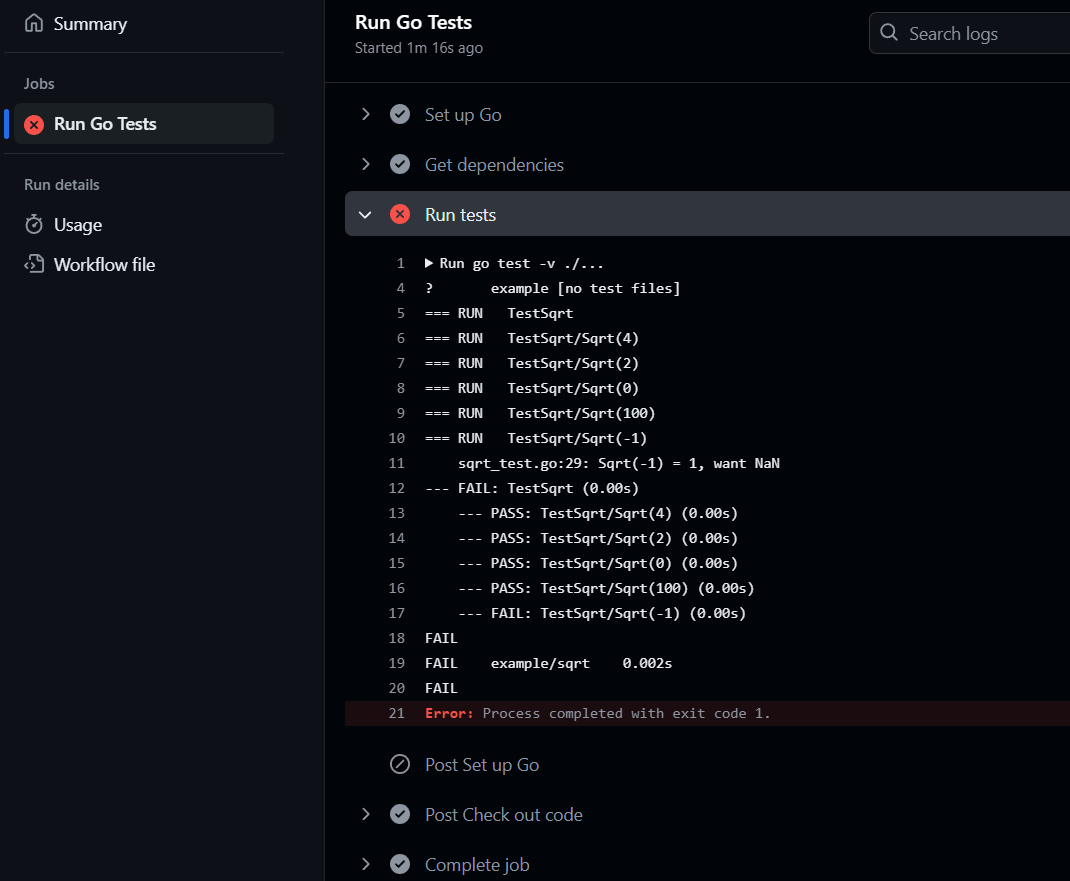 Summary
Jobs
Run Go Tests
Run details
Usage
Workflow file
Run Go Tests
Started 1m 16s ago
Search logs
Set up Go
Get dependencies
Run tests
1 Run go test -v ./...
4 ?       example [no test files]
5 === RUN   TestSqrt
6 === RUN   TestSqrt/Sqrt(4)
7 === RUN   TestSqrt/Sqrt(2)
8 === RUN   TestSqrt/Sqrt(0)
9 === RUN   TestSqrt/Sqrt(100)
10 === RUN   TestSqrt/Sqrt(-1)
11     sqrt_test.go:29: Sqrt(-1) = 1, want NaN
12 --- FAIL: TestSqrt (0.00s)
13     --- PASS: TestSqrt/Sqrt(4) (0.00s)
14     --- PASS: TestSqrt/Sqrt(2) (0.00s)
15     --- PASS: TestSqrt/Sqrt(0) (0.00s)
16     --- PASS: TestSqrt/Sqrt(100) (0.00s)
17     --- FAIL: TestSqrt/Sqrt(-1) (0.00s)
18 FAIL
19 FAIL    example/sqrt    0.002s
20 FAIL
21 Error: Process completed with exit code 1.
Post Set up Go
Post Check out code
Complete job